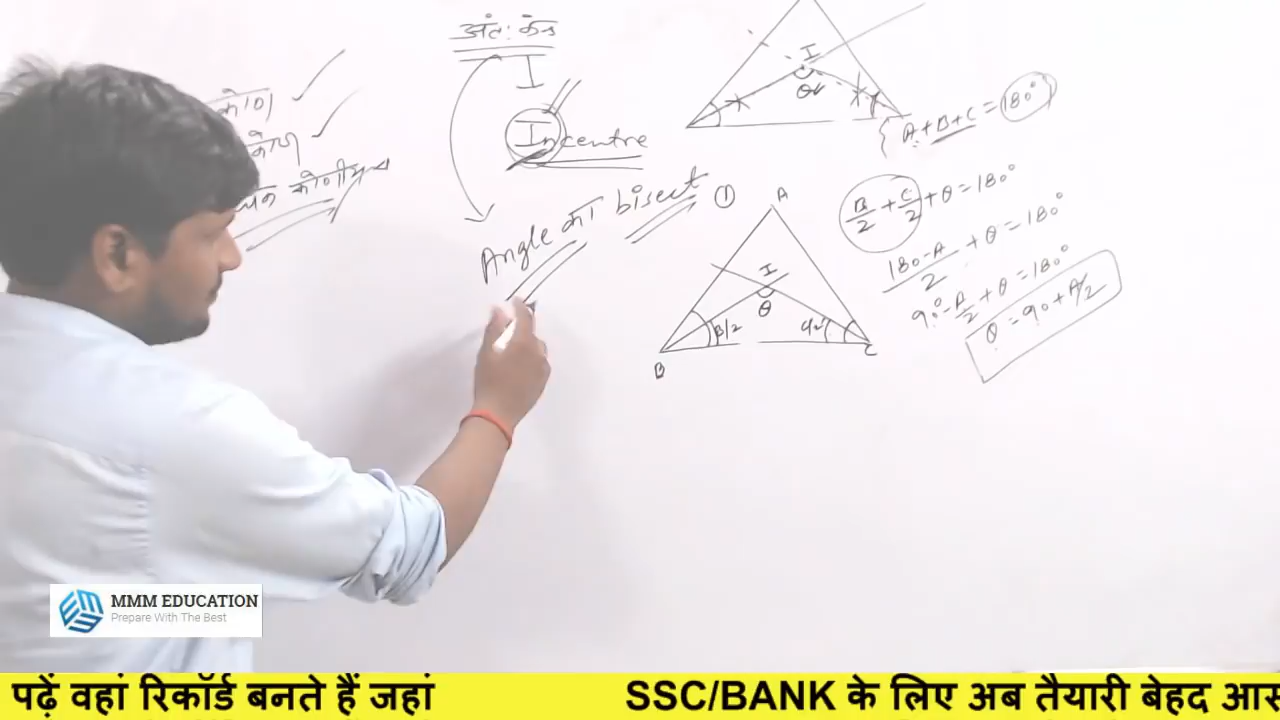 अंत: केन्द्र
I
Incentre
कोण
कोण
कोणीय
Angle का bisect
I
θ
A + B + C = 180°
①
A
I
θ
B/2
C/2
B
C
B/2 + C/2 + θ = 180°
180-A/2 + θ = 180°
90° - A/2 + θ = 180°
θ = 90 + A/2
MMM EDUCATION
Prepare With The Best
पढ़ें वहां रिकॉर्ड बनते हैं जहां
SSC/BANK के लिए अब तैयारी बेहद आस